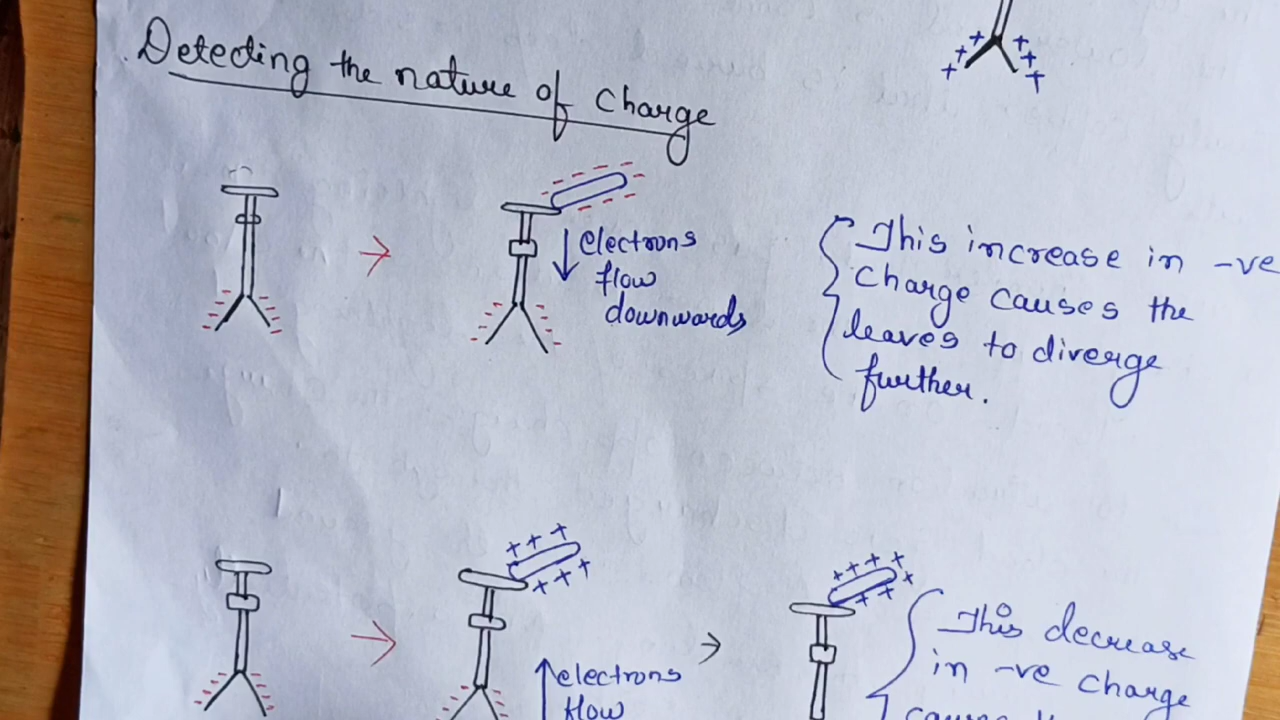 Detecting the nature of Charge
electrons
flow
downwards
This increase in -ve
Charge causes the
leaves to diverge
further.
electrons
flow
This decrease
in -ve charge